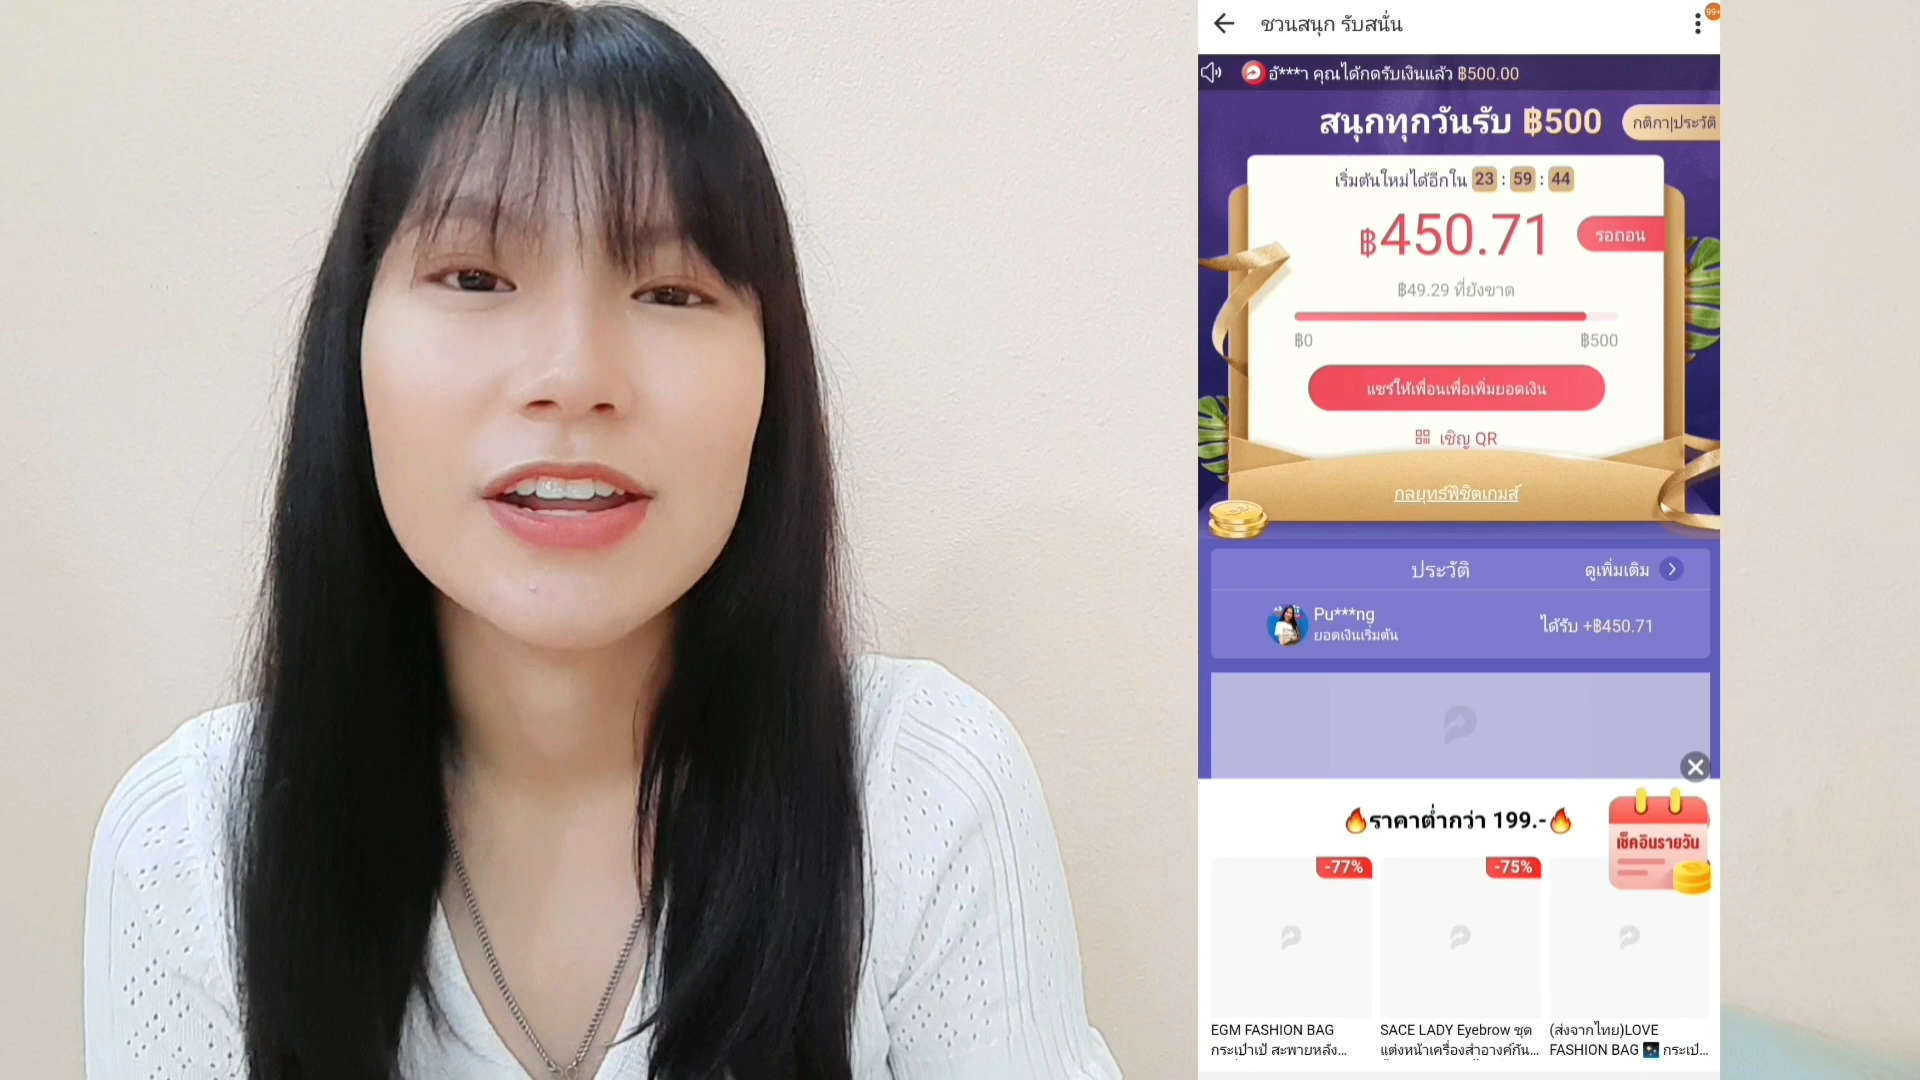 ชวนสนุก รับสนั่น
99+
อั***า คุณได้กดรับเงินแล้ว ฿500.00
สนุกทุกวันรับ ฿500
กติกา|ประวัติ
เริ่มต้นใหม่ได้อีกใน 23 : 59 : 44
฿450.71
รอถอน
฿49.29 ที่ยังขาด
฿0
฿500
แชร์ให้เพื่อนเพื่อเพิ่มยอดเงิน
เชิญ QR
กลยุทธ์พิชิตเกมส์
ประวัติ
ดูเพิ่มเติม
Pu***ng
ยอดเงินเริ่มต้น
ได้รับ +฿450.71
🔥ราคาต่ำกว่า 199.-🔥
เช็คอินรายวัน
-77%
-75%
EGM FASHION BAG
กระเป๋าเป้ สะพายหลัง...
SACE LADY Eyebrow ชุด
แต่งหน้าเครื่องสำอางค์กัน...
(ส่งจากไทย)LOVE
FASHION BAG 🌌 กระเป๋...